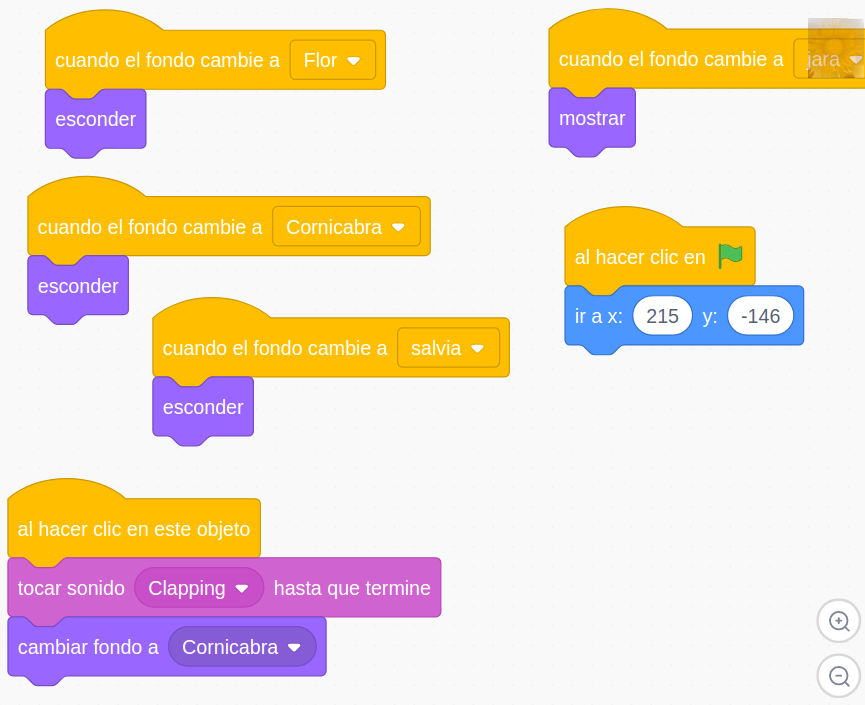 cuando el fondo cambie a Flor
esconder
cuando el fondo cambie a jara
mostrar
cuando el fondo cambie a Cornicabra
esconder
al hacer clic en
ir a x: 215 y: -146
cuando el fondo cambie a salvia
esconder
al hacer clic en este objeto
tocar sonido Clapping hasta que termine
cambiar fondo a Cornicabra